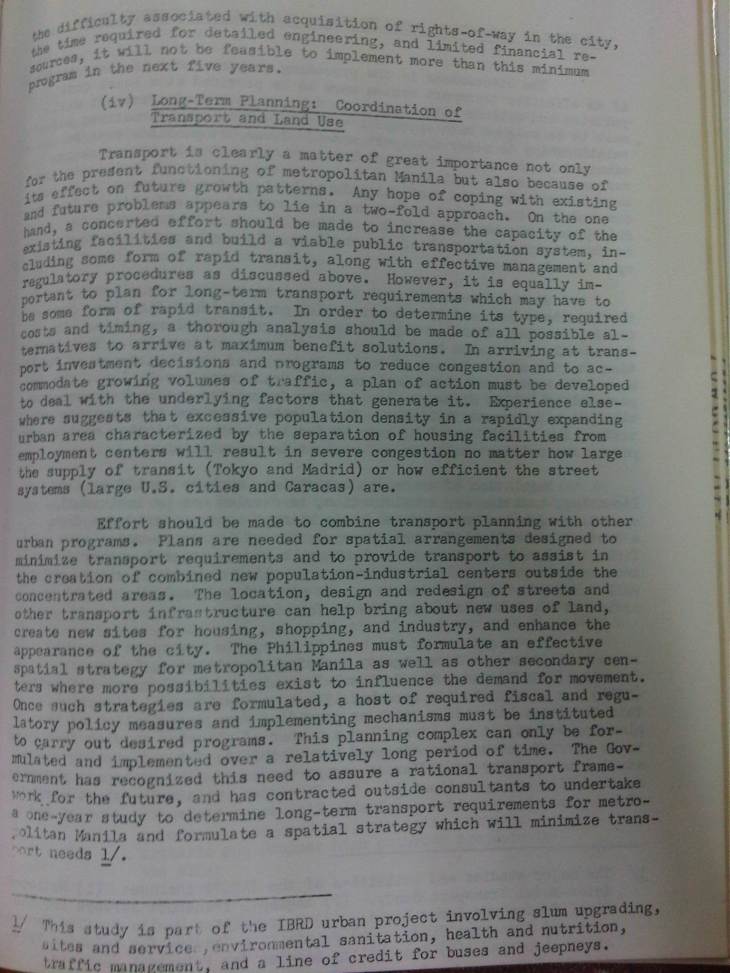 the difficulty associated with acquisition of rights-of-way in the city,
the time required for detailed engineering, and limited financial re-
sources, it will not be feasible to implement more than this minimum
program in the next five years.
(iv) Long-Term Planning: Coordination of
Transport and Land Use
Transport is clearly a matter of great importance not only
for the present functioning of metropolitan Manila but also because of
its effect on future growth patterns. Any hope of coping with existing
and future problems appears to lie in a two-fold approach. On the one
hand, a concerted effort should be made to increase the capacity of the
existing facilities and build a viable public transportation system, in-
cluding some form of rapid transit, along with effective management and
regulatory procedures as discussed above. However, it is equally im-
portant to plan for long-term transport requirements which may have to
be some form of rapid transit. In order to determine its type, required
costs and timing, a thorough analysis should be made of all possible al-
ternatives to arrive at maximum benefit solutions. In arriving at trans-
port investment decisions and programs to reduce congestion and to ac-
commodate growing volumes of traffic, a plan of action must be developed
to deal with the underlying factors that generate it. Experience else-
where suggests that excessive population density in a rapidly expanding
urban area characterized by the separation of housing facilities from
employment centers will result in severe congestion no matter how large
the supply of transit (Tokyo and Madrid) or how efficient the street
systems (large U.S. cities and Caracas) are.
Effort should be made to combine transport planning with other
urban programs. Plans are needed for spatial arrangements designed to
minimize transport requirements and to provide transport to assist in
the creation of combined new population-industrial centers outside the
concentrated areas. The location, design and redesign of streets and
other transport infrastructure can help bring about new uses of land,
create new sites for housing, shopping, and industry, and enhance the
appearance of the city. The Philippines must formulate an effective
spatial strategy for metropolitan Manila as well as other secondary cen-
ters where more possibilities exist to influence the demand for movement.
Once such strategies are formulated, a host of required fiscal and regu-
latory policy measures and implementing mechanisms must be instituted
to carry out desired programs. This planning complex can only be for-
mulated and implemented over a relatively long period of time. The Gov-
ernment has recognized this need to assure a rational transport frame-
work for the future, and has contracted outside consultants to undertake
a one-year study to determine long-term transport requirements for metro-
politan Manila and formulate a spatial strategy which will minimize trans-
port needs 1/.
1/ This study is part of the IBRD urban project involving slum upgrading,
sites and service, environmental sanitation, health and nutrition,
traffic management, and a line of credit for buses and jeepneys.